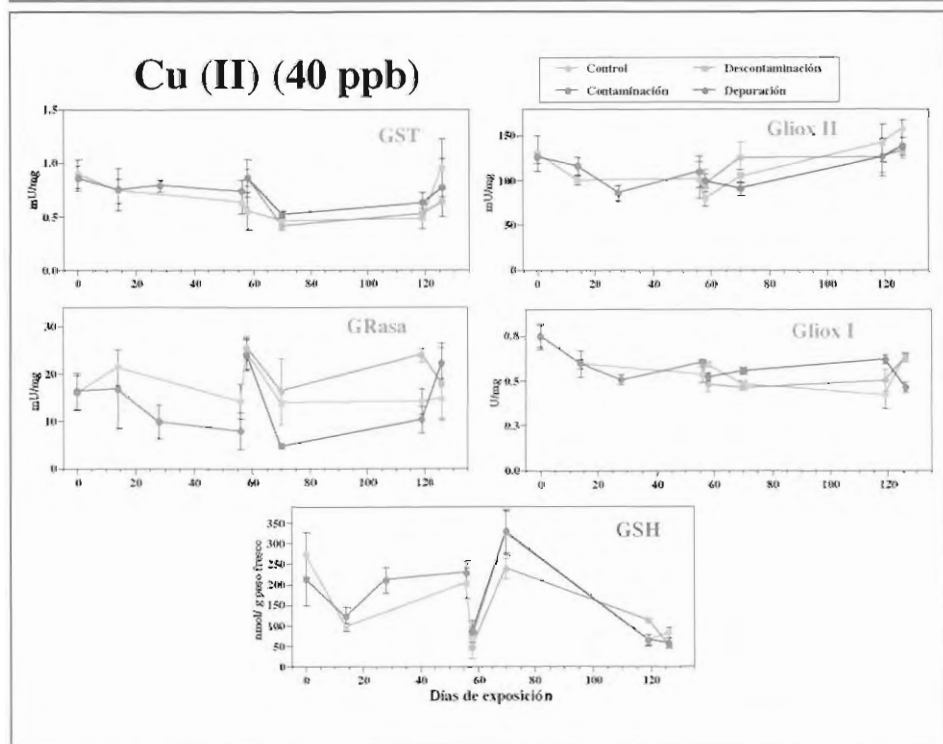 Cu (II) (40 ppb)
Control
Descontaminación
Contaminación
Depuración
GST
mU/mg
1.5
1.0
0.5
0.0
0 20 40 60 80 100 120
Gliox II
mU/mg
150
100
50
0
0 20 40 60 80 100 120
GRasa
mU/mg
30
20
10
0
0 20 40 60 80 100 120
Gliox I
U/mg
0.8
0.5
0.3
0.0
0 20 40 60 80 100 120
GSH
nmol/ g peso fresco
350
300
250
200
150
100
50
0
0 20 40 60 80 100 120
Días de exposición